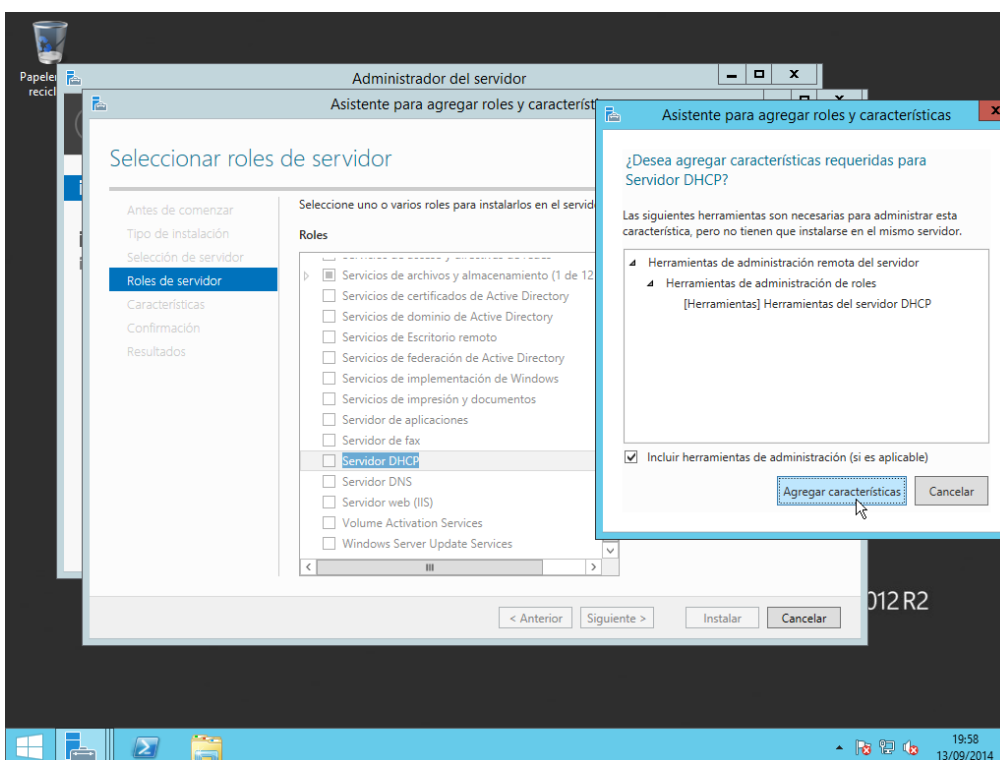 Papeler
recicl
Administrador del servidor
Asistente para agregar roles y caracterís
Seleccionar roles de servidor
Antes de comenzar
Tipo de instalación
Selección de servidor
Roles de servidor
Características
Confirmación
Resultados
Seleccione uno o varios roles para instalarlos en el servid
Roles
Servicios de archivos y almacenamiento (1 de 12
Servicios de certificados de Active Directory
Servicios de dominio de Active Directory
Servicios de Escritorio remoto
Servicios de federación de Active Directory
Servicios de implementación de Windows
Servicios de impresión y documentos
Servidor de aplicaciones
Servidor de fax
Servidor DHCP
Servidor DNS
Servidor web (IIS)
Volume Activation Services
Windows Server Update Services
< Anterior
Siguiente >
Instalar
Cancelar
Asistente para agregar roles y características
¿Desea agregar características requeridas para
Servidor DHCP?
Las siguientes herramientas son necesarias para administrar esta
característica, pero no tienen que instalarse en el mismo servidor.
Herramientas de administración remota del servidor
Herramientas de administración de roles
[Herramientas] Herramientas del servidor DHCP
Incluir herramientas de administración (si es aplicable)
Agregar características
Cancelar
012 R2
19:58
13/09/2014